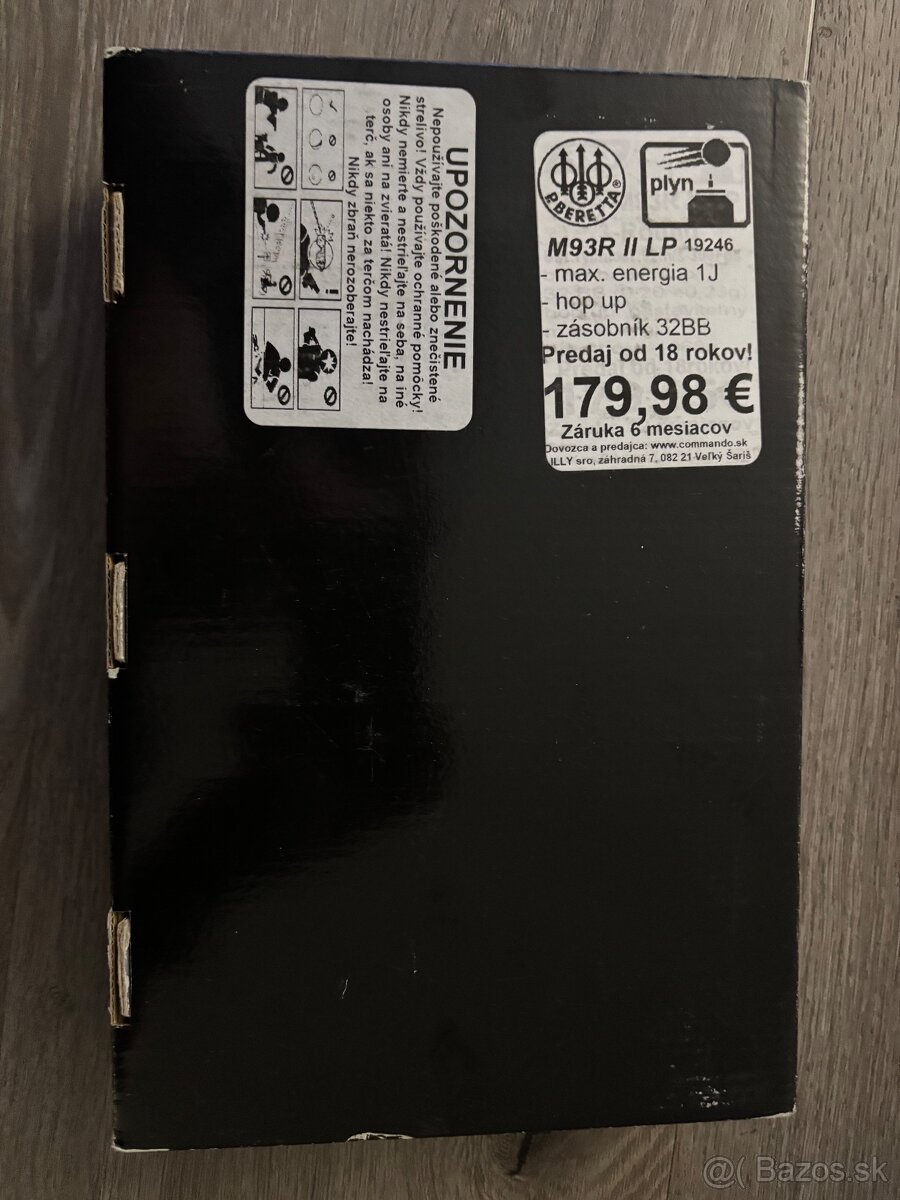 UPOZORNENIE
Nepoužívajte poškodené alebo znečistené
strelivo! Vždy používajte ochranné pomôcky!
Nikdy nemierte a nestrieľajte na seba, na iné
osoby ani na zvieratá! Nikdy nestrieľajte na
terč, ak sa niekto za terčom nachádza!
Nikdy zbraň nerozoberajte!
P.BERETTA®
plyn
M93R II LP 19246
- max. energia 1J
- hop up
- zásobník 32BB
Predaj od 18 rokov!
179,98 €
Záruka 6 mesiacov
Dovozca a predajca: www.commando.sk
ILLY sro, záhradná 7, 082 21 Veľký Šariš
@( Bazos.sk